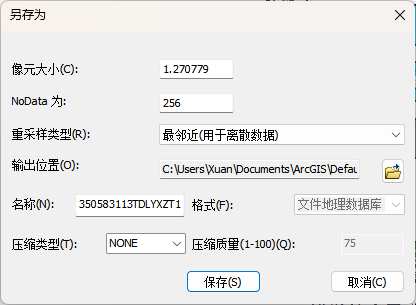 另存为
像元大小(C): 1.270779
NoData 为: 256
重采样类型(R): 最邻近(用于离散数据)
输出位置(O): C:\Users\Xuan\Documents\ArcGIS\Defau
名称(N): 350583113TDLYXZT1 格式(F): 文件地理数据库
压缩类型(T): NONE 压缩质量(1-100)(Q): 75
保存(S) 取消(C)